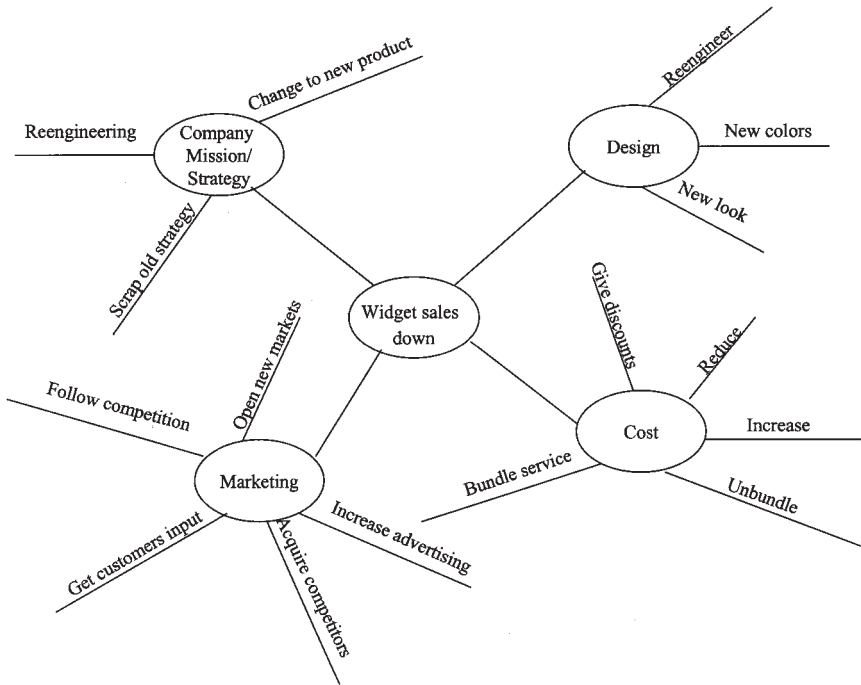 Reengineering
Change to new product
Company
Mission/
Strategy
Scrap old strategy
Reengineer
Design
New colors
New look
Widget sales
down
Give discounts
Reduce
Cost
Increase
Bundle service
Unbundle
Open new markets
Follow competition
Marketing
Get customers input
Acquire competitors
Increase advertising